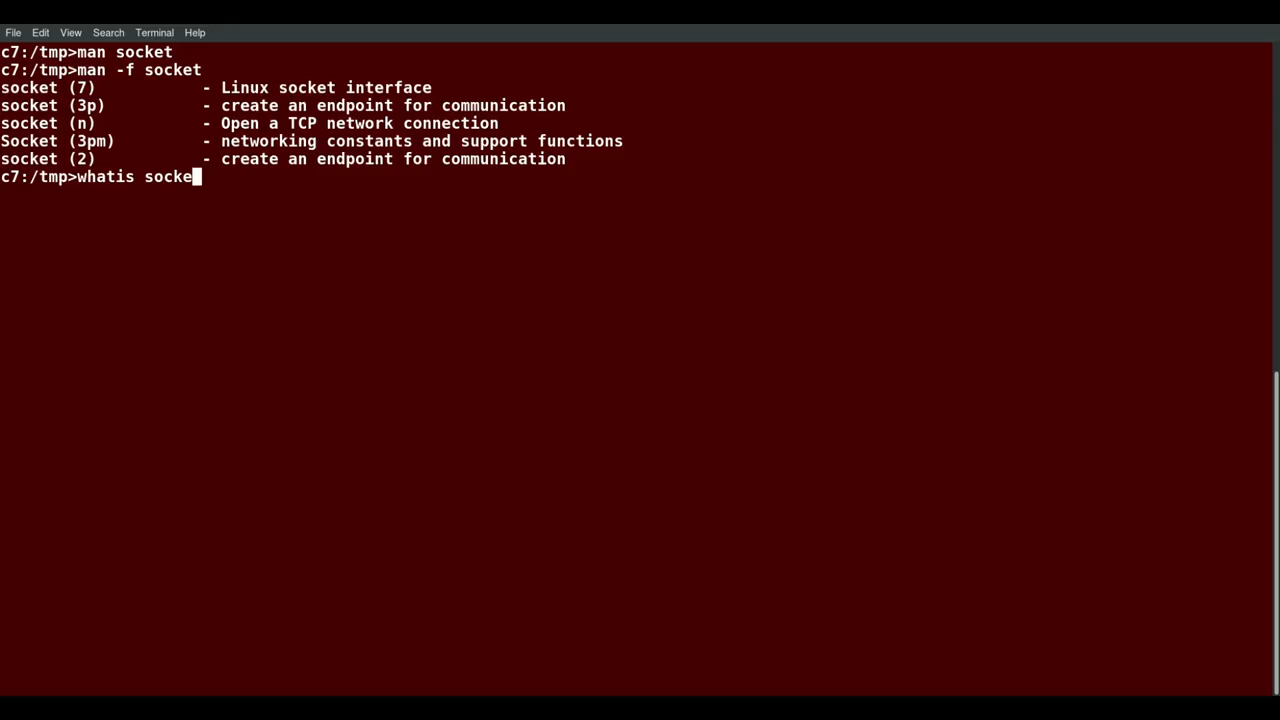 File Edit View Search Terminal Help
c7:/tmp>man socket
c7:/tmp>man -f socket
socket (7)           - Linux socket interface
socket (3p)          - create an endpoint for communication
socket (n)           - Open a TCP network connection
Socket (3pm)         - networking constants and support functions
socket (2)           - create an endpoint for communication
c7:/tmp>whatis socke